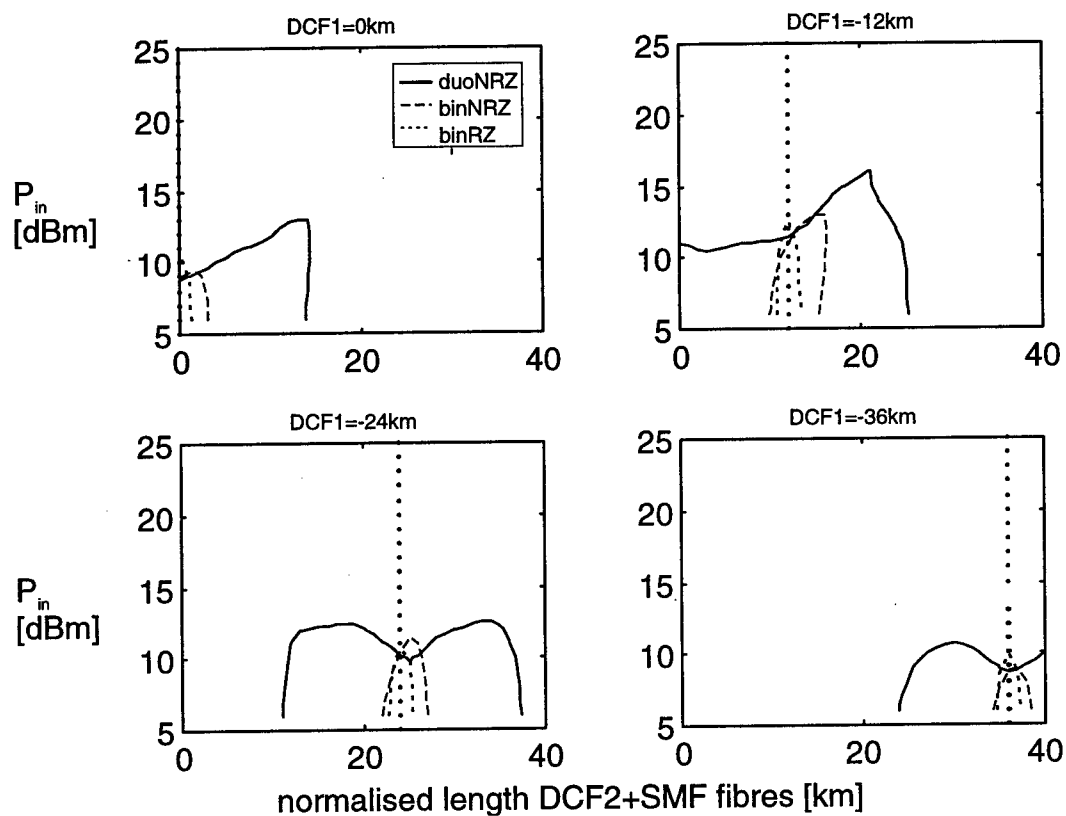 DCF1=0km
DCF1=-12km
25
20
15
10
5
0
20
40
duoNRZ
binNRZ
binRZ
25
20
15
10
5
0
20
40
P_in
[dBm]
DCF1=-24km
DCF1=-36km
25
20
15
10
5
0
20
40
25
20
15
10
5
0
20
40
P_in
[dBm]
normalised length DCF2+SMF fibres [km]